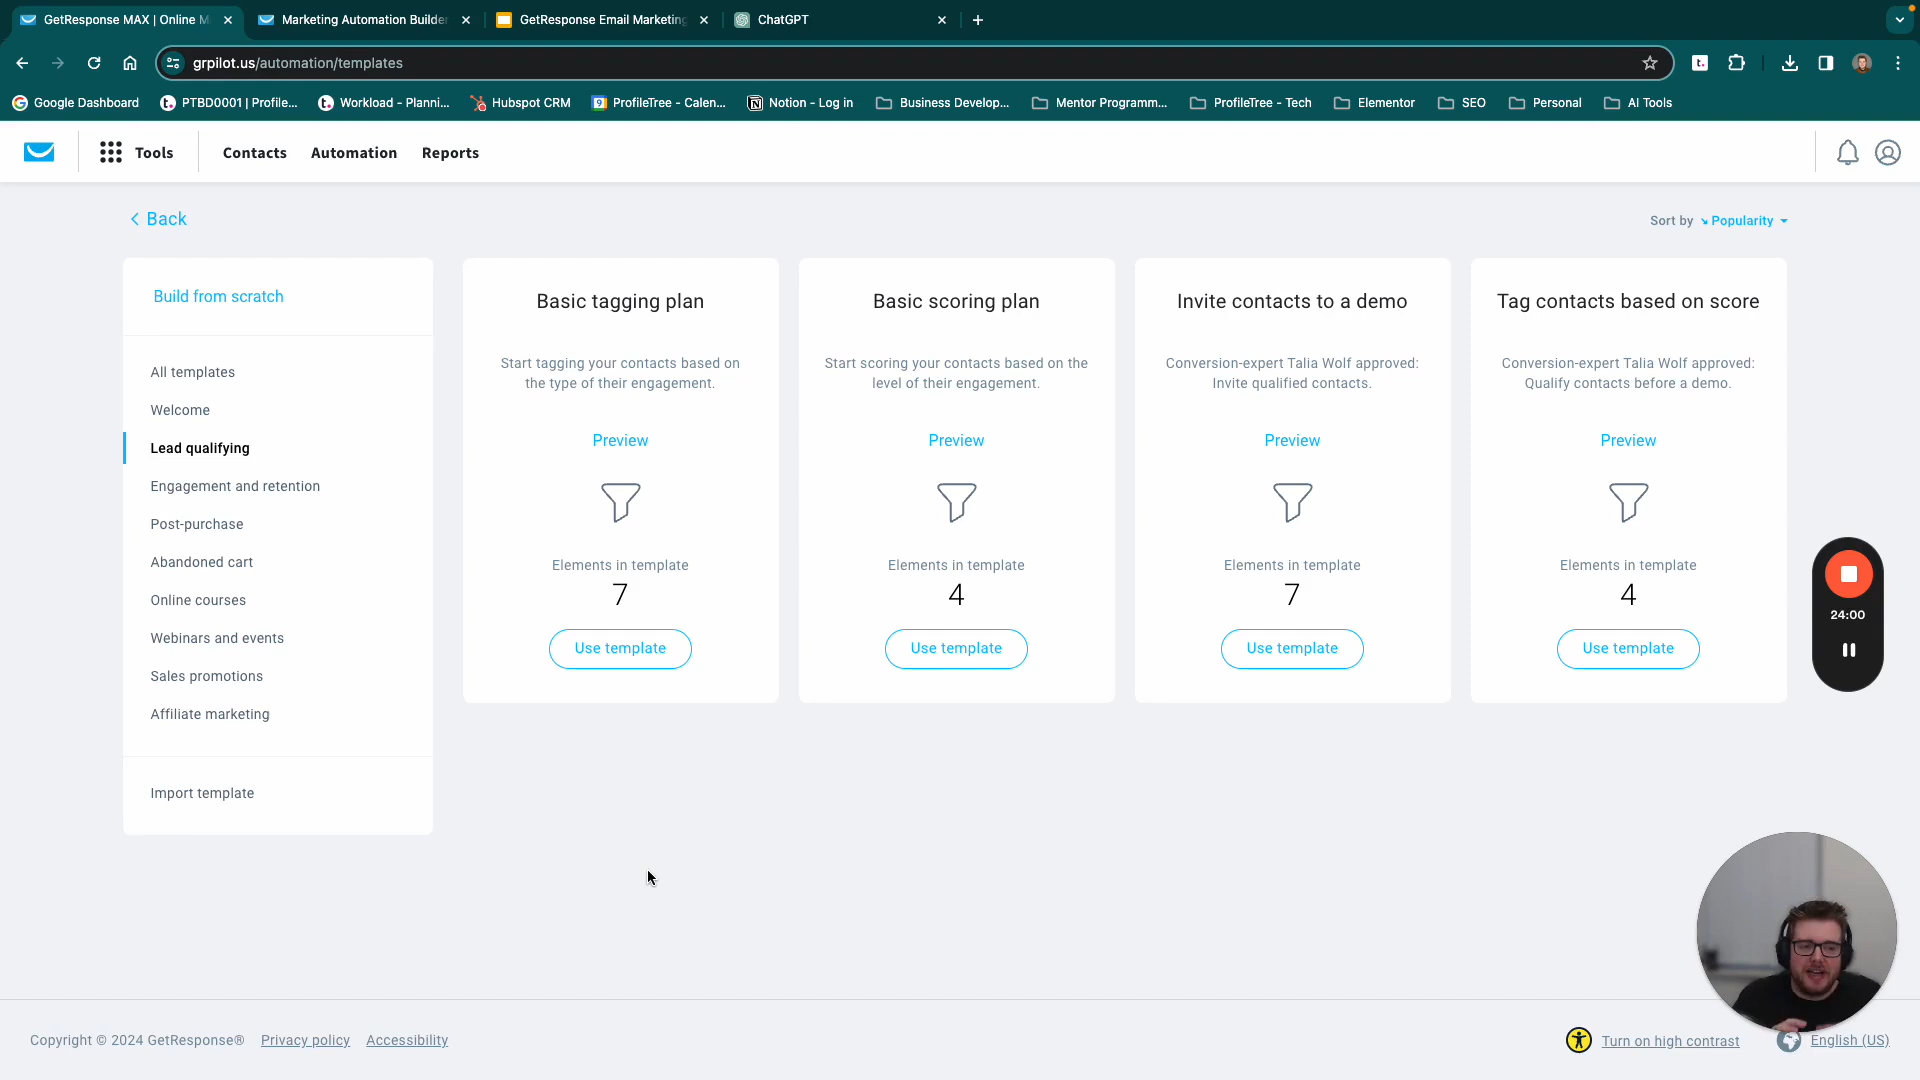 GetResponse MAX | Online M
Marketing Automation Builder
GetResponse Email Marketing
ChatGPT
grpilot.us/automation/templates
Google Dashboard
PTBD0001 | Profile...
Workload - Planni...
Hubspot CRM
ProfileTree - Calen...
Notion - Log in
Business Develop...
Mentor Programm...
ProfileTree - Tech
Elementor
SEO
Personal
AI Tools
Tools
Contacts
Automation
Reports
Back
Sort by Popularity
Build from scratch
All templates
Welcome
Lead qualifying
Engagement and retention
Post-purchase
Abandoned cart
Online courses
Webinars and events
Sales promotions
Affiliate marketing
Import template
Basic tagging plan
Start tagging your contacts based on
the type of their engagement.
Preview
Elements in template
7
Use template
Basic scoring plan
Start scoring your contacts based on the
level of their engagement.
Preview
Elements in template
4
Use template
Invite contacts to a demo
Conversion-expert Talia Wolf approved:
Invite qualified contacts.
Preview
Elements in template
7
Use template
Tag contacts based on score
Conversion-expert Talia Wolf approved:
Qualify contacts before a demo.
Preview
Elements in template
4
Use template
24:00
Copyright © 2024 GetResponse®
Privacy policy
Accessibility
Turn on high contrast
English (US)